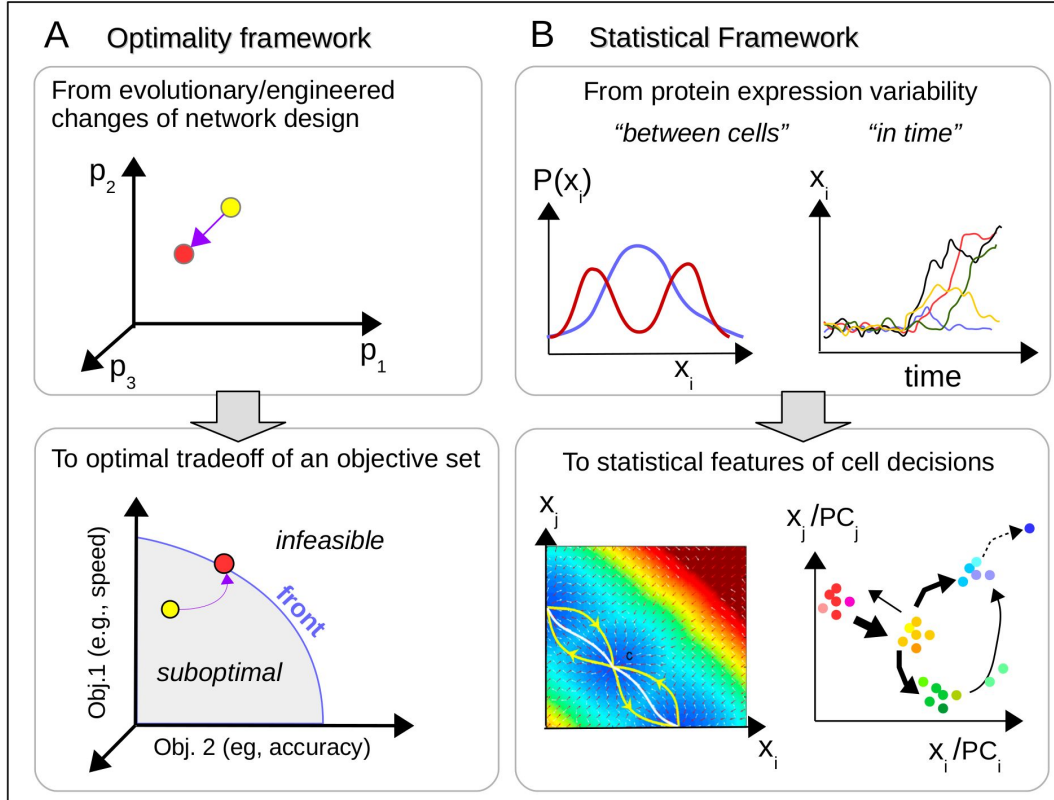 A Optimality framework
From evolutionary/engineered
changes of network design
p2
p1
p3
To optimal tradeoff of an objective set
Obj.1 (e.g., speed)
infeasible
front
suboptimal
Obj. 2 (eg, accuracy)
B Statistical Framework
From protein expression variability
“between cells” “in time”
P(xi)
xi
xi
time
To statistical features of cell decisions
xj
c
xi
xj/PCj
xi/PCi